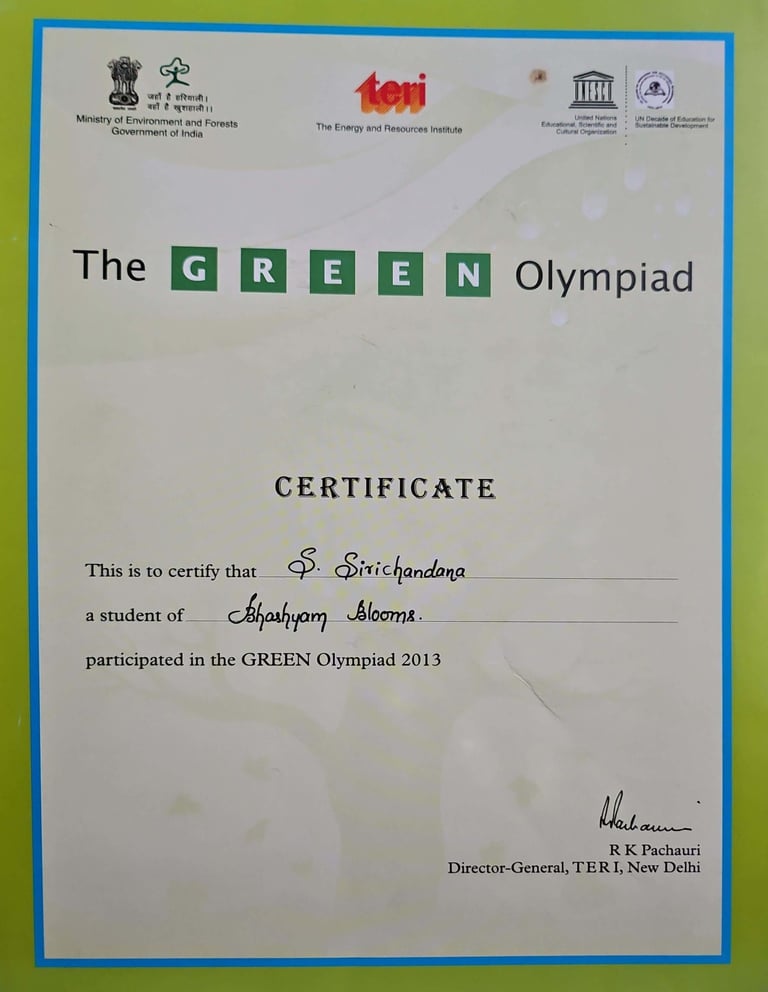 जहाँ है हरियाली।
वहाँ है खुशहाली।।
Ministry of Environment and Forests
Government of India
teri
The Energy and Resources Institute
UNESCO
United Nations
Educational, Scientific and
Cultural Organization
UN Decade of Education for
Sustainable Development
The GREEN Olympiad
CERTIFICATE
This is to certify that S. Sirichandana
a student of Bhashyam Blooms.
participated in the GREEN Olympiad 2013
R K Pachauri
Director-General, TERI, New Delhi